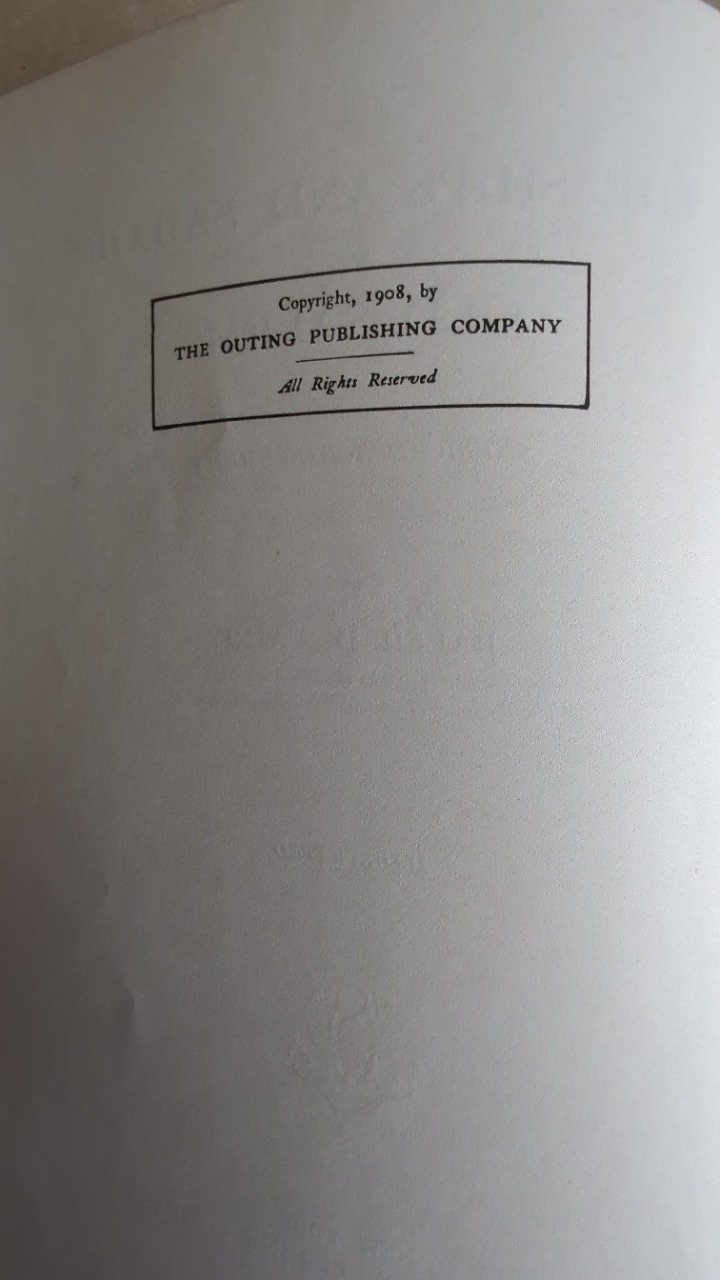 Copyright, 1908, by
THE OUTING PUBLISHING COMPANY
All Rights Reserved